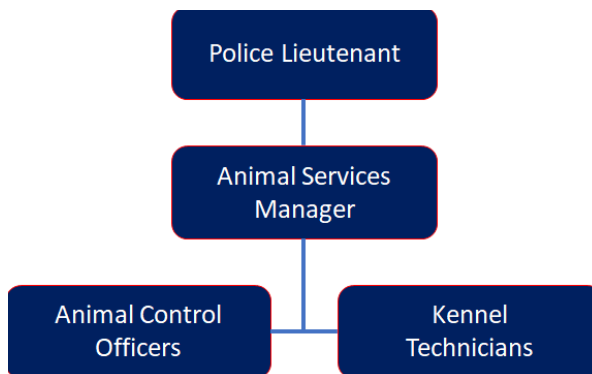 Police Lieutenant
Animal Services
Manager
Animal Control
Officers
Kennel
Technicians